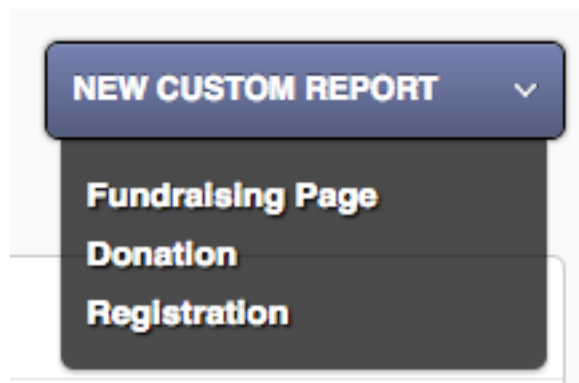 NEW CUSTOM REPORT
Fundraising Page
Donation
Registration